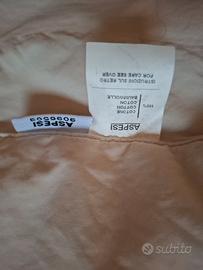 ISTRUZIONI SUL RETRO
FOR CARE SEE OVER
100%
COTONE
COTTON
COTON
BAUMWOLLE
ASPESI
ASPESI
subito